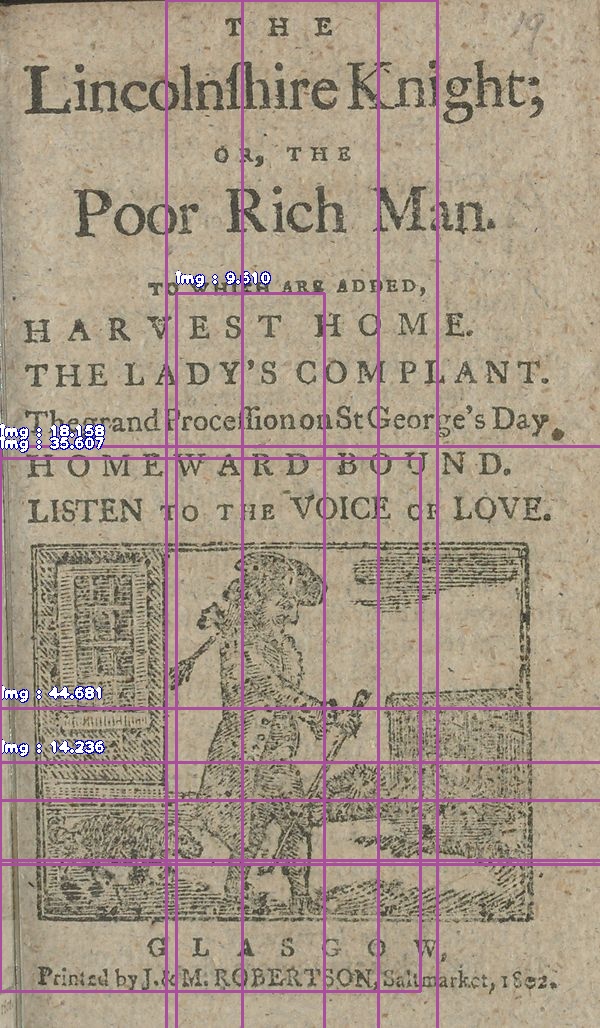 THE
Lincolnſhire Knight;
OR, THE
Poor Rich Man.
TO WHICH ARE ADDED,
HARVEST HOME.
THE LADY'S COMPLANT.
The grand Proceſſion on St George's Day.
HOMEWARD BOUND.
LISTEN TO THE VOICE OF LOVE.
GLASGOW,
Printed by J. & M. ROBERTSON, Saltmarket, 1802.
19
Img : 9.610
Img : 18.158
Img : 35.607
Img : 44.681
Img : 14.236